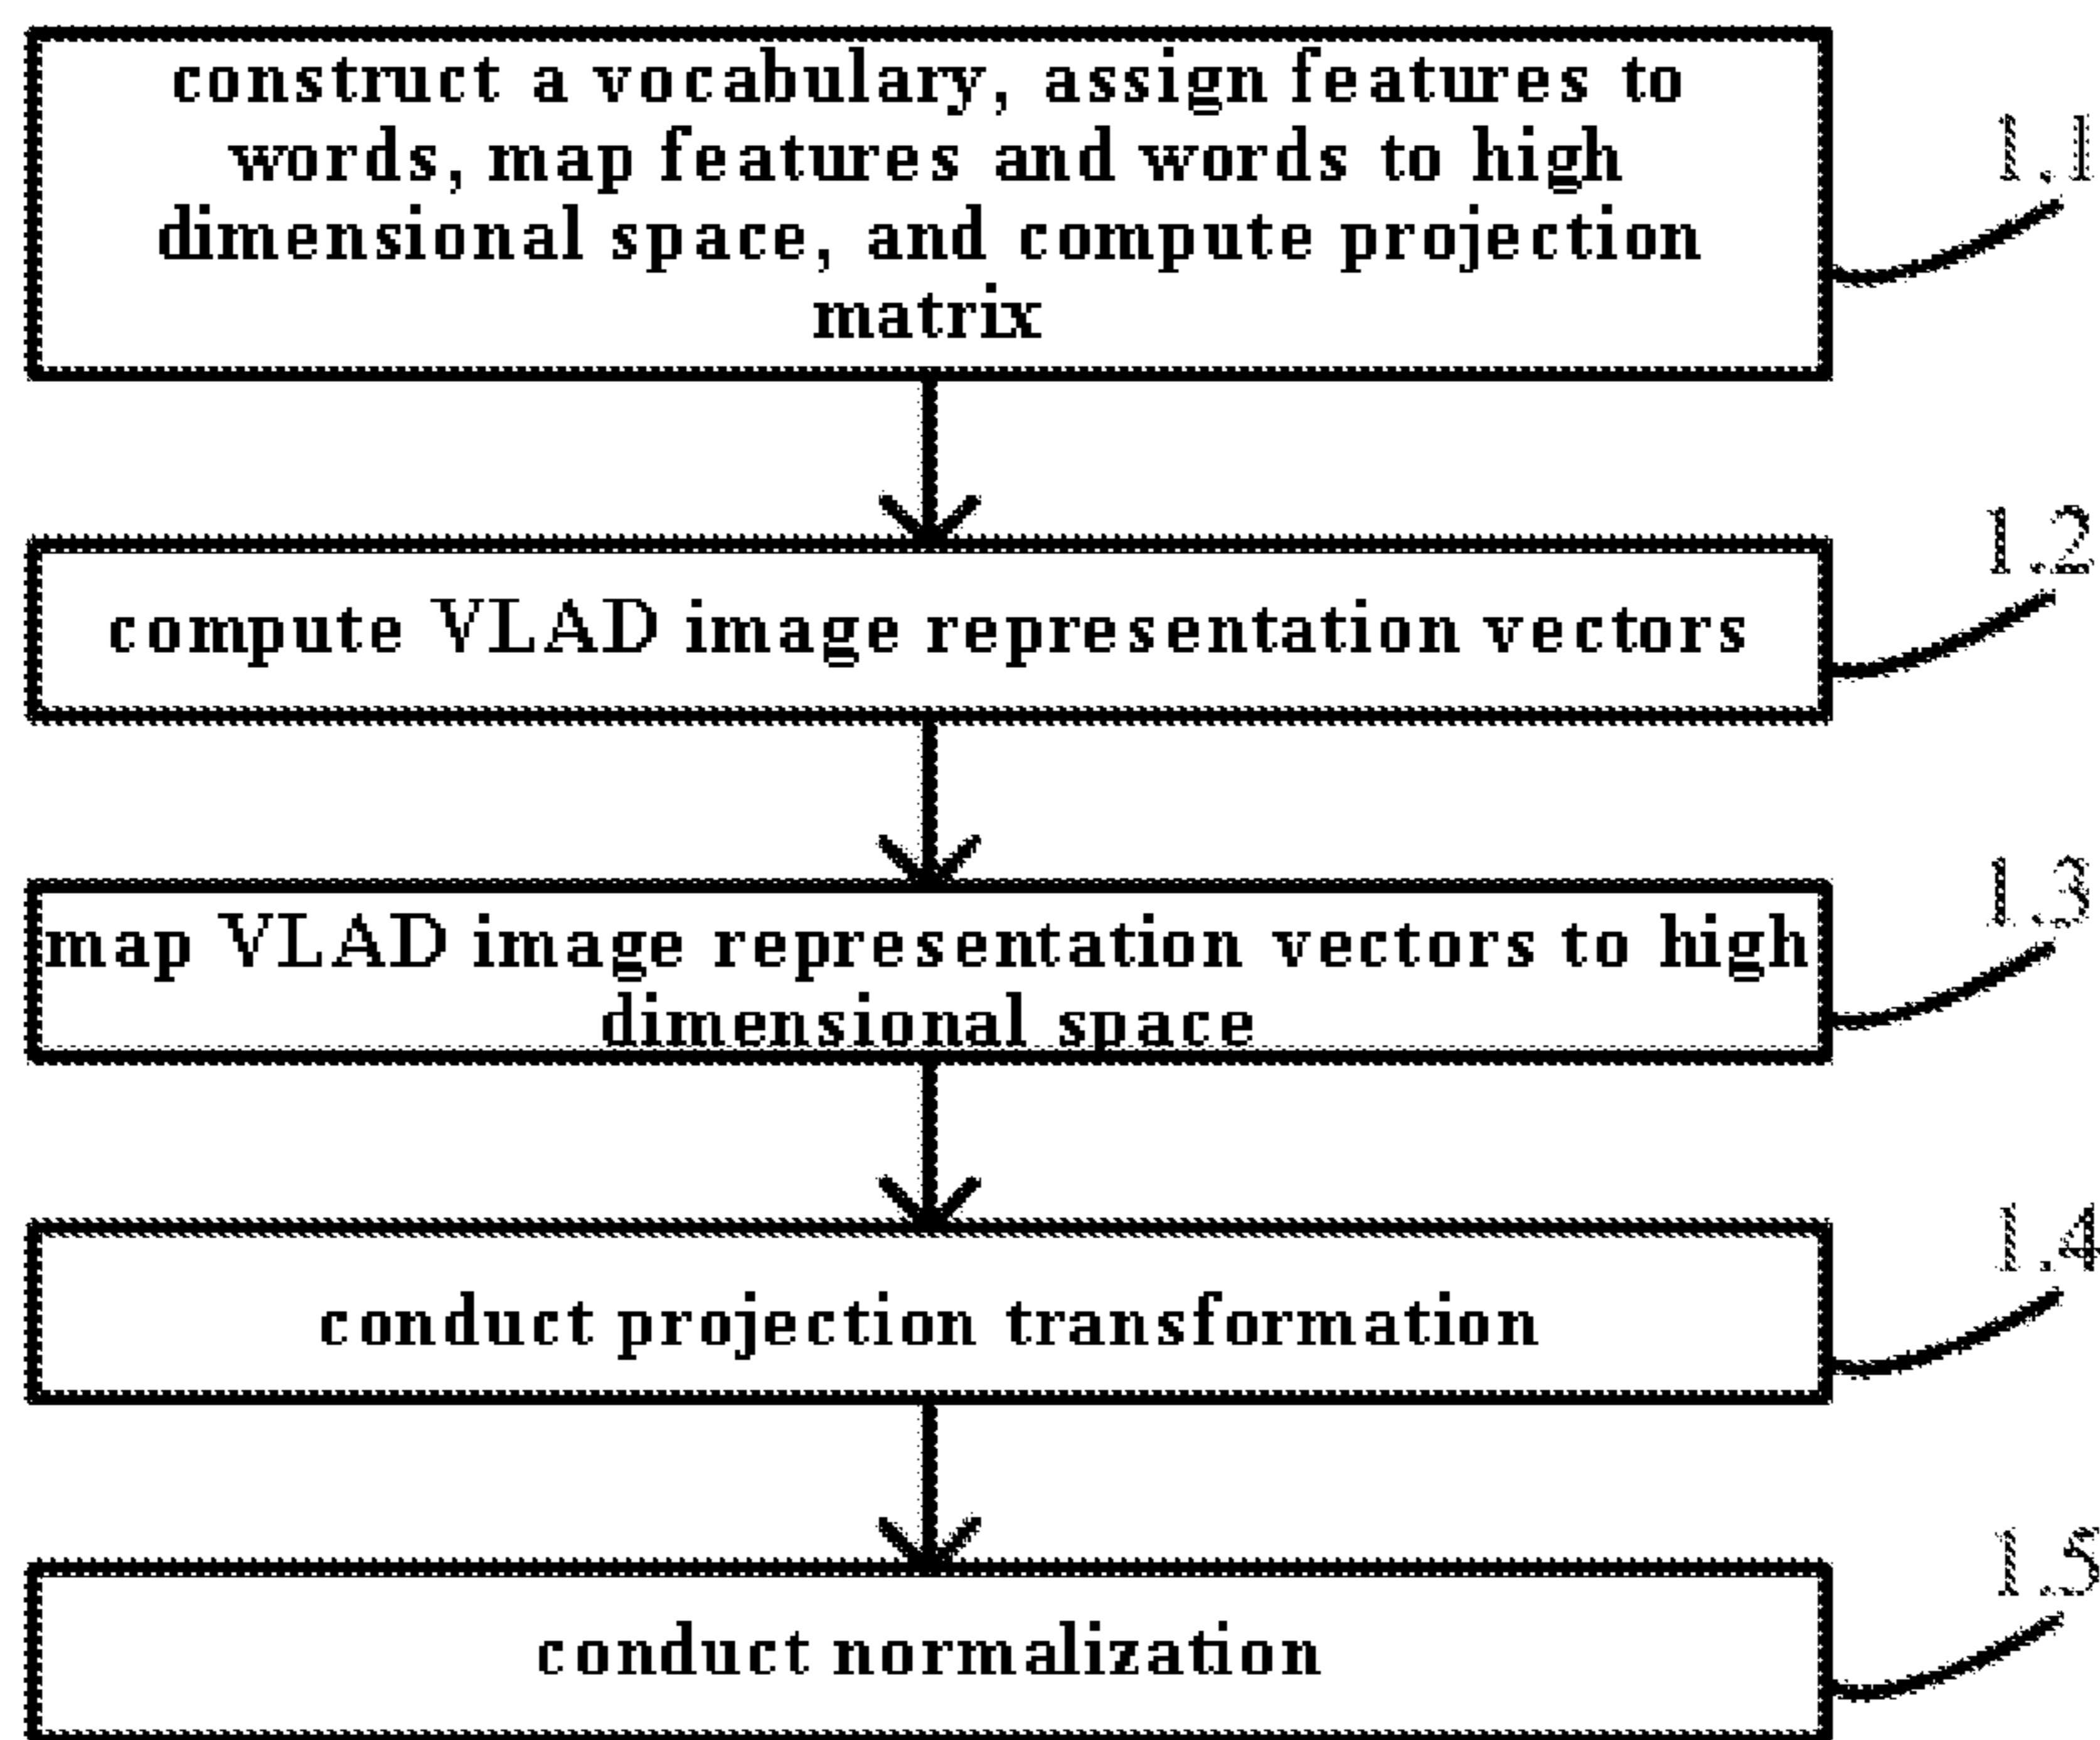 construct a vocabulary, assign features to
words, map features and words to high
dimensional space, and compute projection
matrix
1.1
compute VLAD image representation vectors
1.2
map VLAD image representation vectors to high
dimensional space
1.3
conduct projection transformation
1.4
conduct normalization
1.5